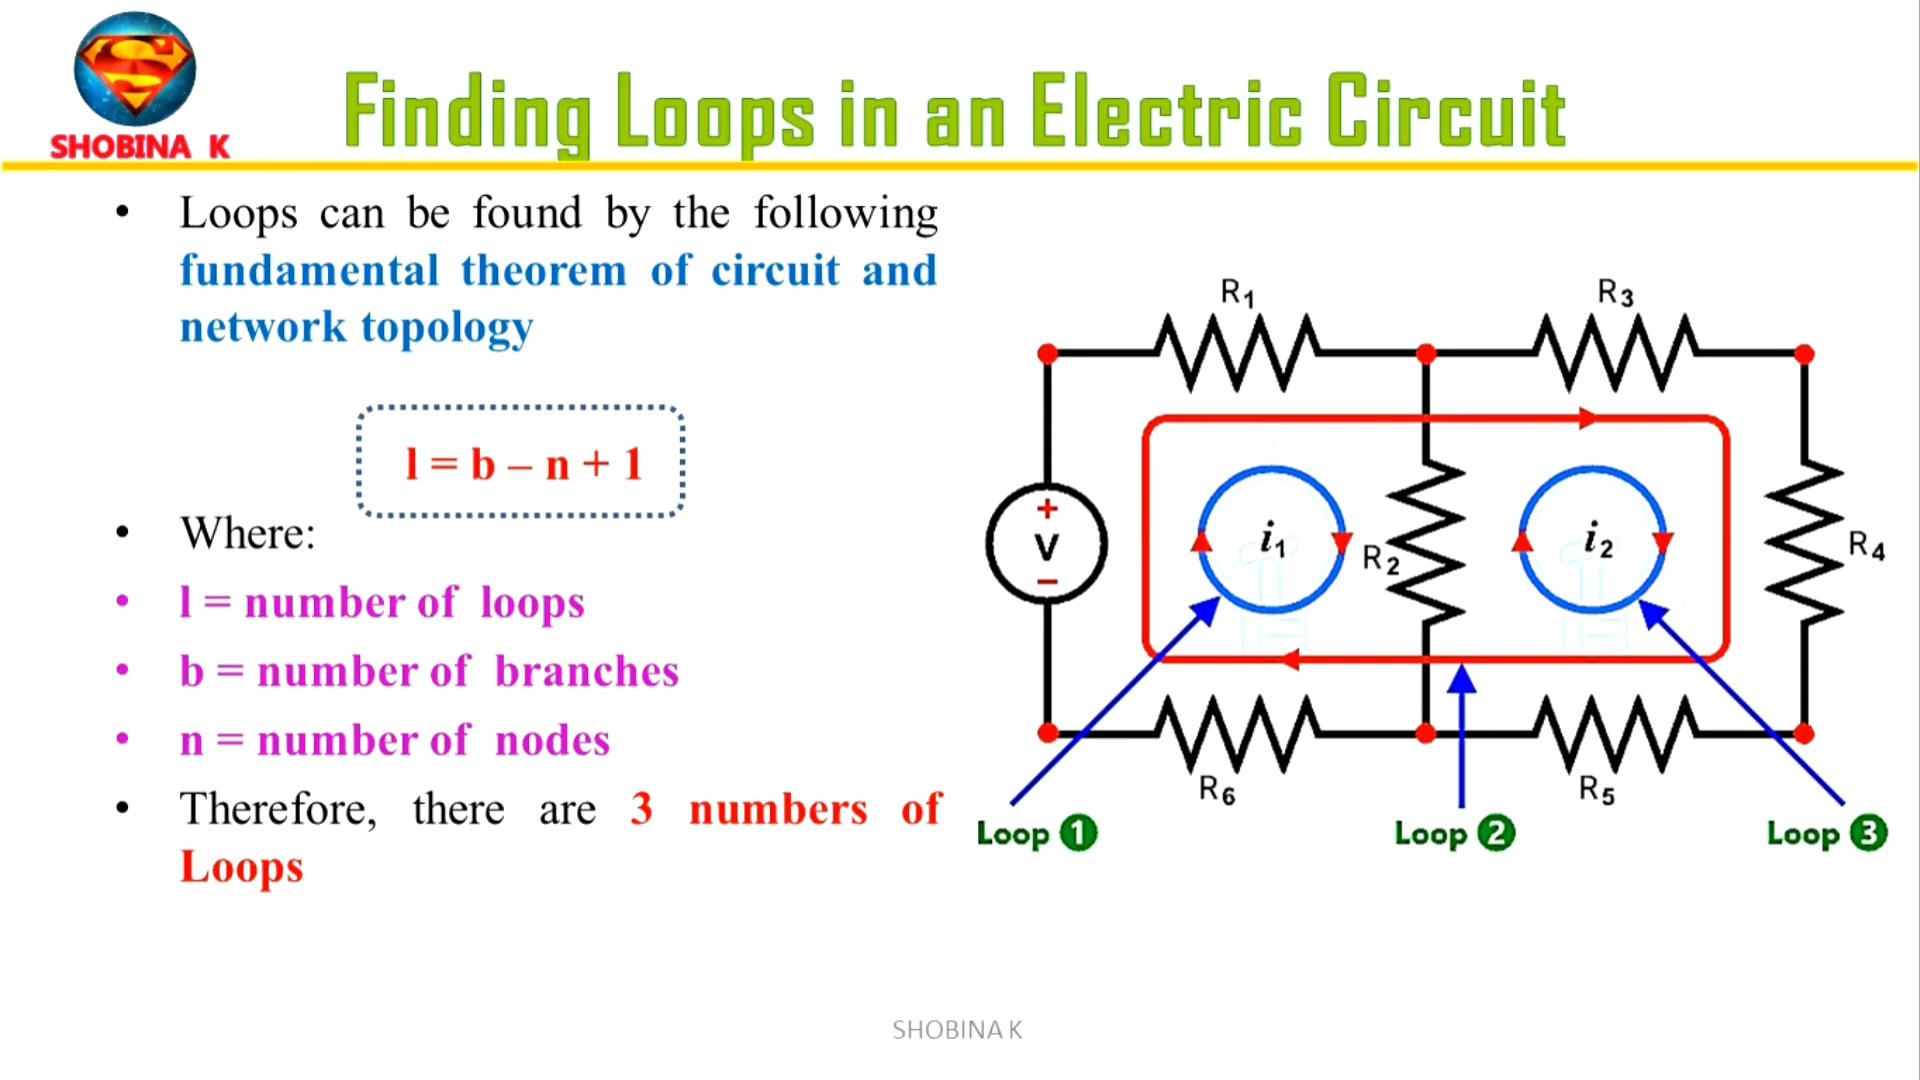 SHOBINA K
Finding Loops in an Electric Circuit
• Loops can be found by the following
fundamental theorem of circuit and
network topology
l = b – n + 1
• Where:
• l = number of loops
• b = number of branches
• n = number of nodes
• Therefore, there are 3 numbers of
Loops
R1
R3
+
V
–
i1
R2
i2
R4
R6
R5
Loop 1
Loop 2
Loop 3
SHOBINA K